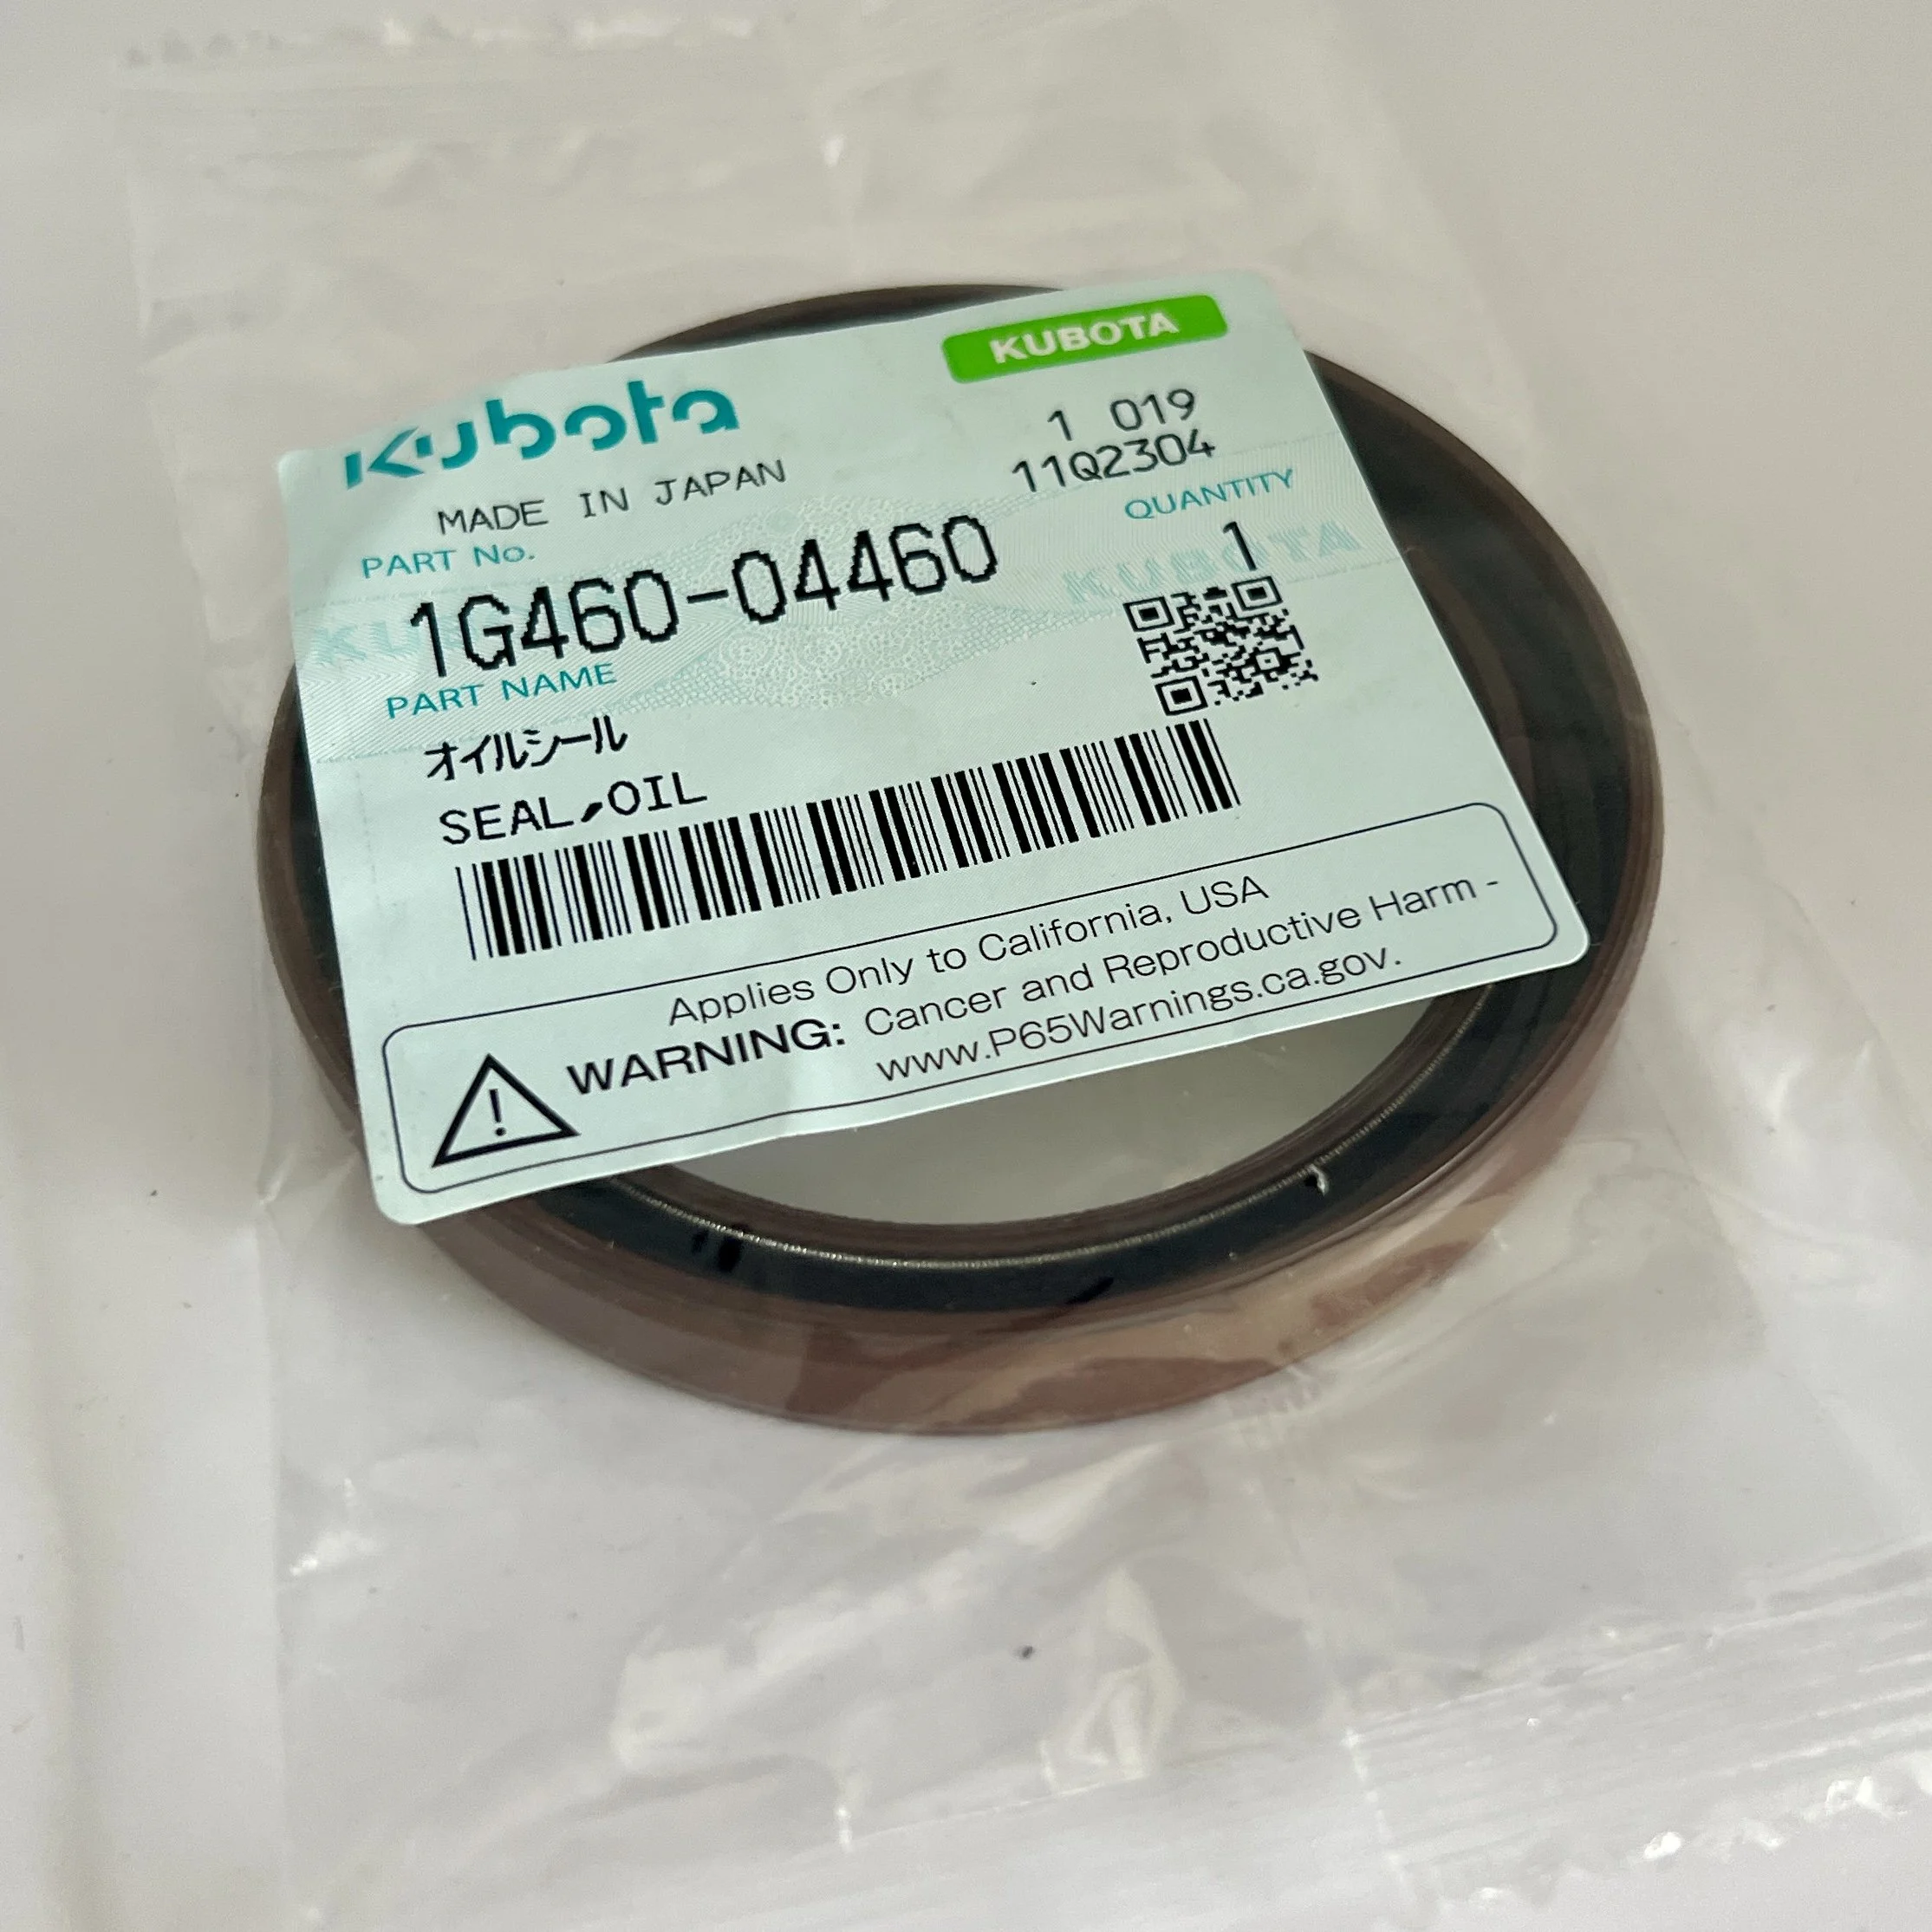 Kubota
KUBOTA
MADE IN JAPAN
1 019
11Q2304
PART No.
QUANTITY
1G460-04460
1
KUBOTA
PART NAME
オイルシール
SEAL,OIL
Applies Only to California, USA
WARNING: Cancer and Reproductive Harm -
www.P65Warnings.ca.gov.